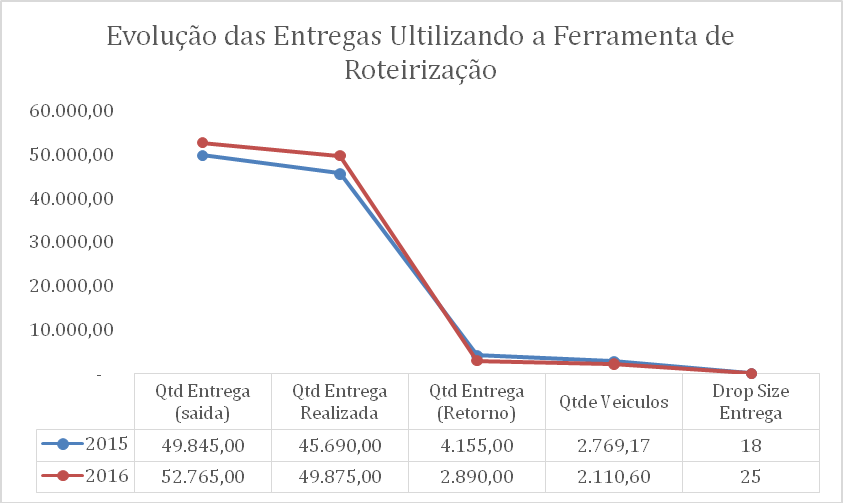 Evolução das Entregas Ultilizando a Ferramenta de
Roteirização
60.000,00
50.000,00
40.000,00
30.000,00
20.000,00
10.000,00
-
Qtd Entrega (saida) Qtd Entrega Realizada Qtd Entrega (Retorno) Qtde Veiculos Drop Size Entrega
2015 49.845,00 45.690,00 4.155,00 2.769,17 18
2016 52.765,00 49.875,00 2.890,00 2.110,60 25